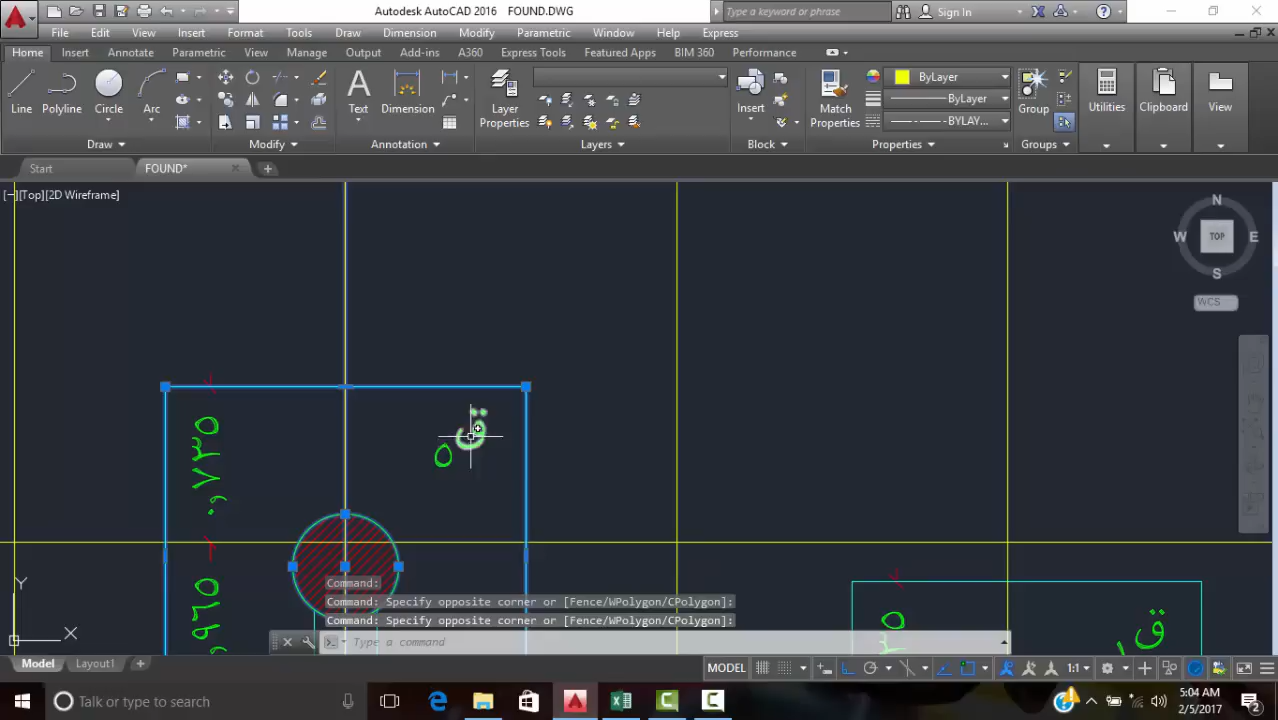 Autodesk AutoCAD 2016 FOUND.DWG
Type a keyword or phrase
Sign In
File Edit View Insert Format Tools Draw Dimension Modify Parametric Window Help Express
Home Insert Annotate Parametric View Manage Output Add-ins A360 Express Tools Featured Apps BIM 360 Performance
Line
Polyline
Circle
Arc
Text
Dimension
Layer
Properties
Insert
Match
Properties
ByLayer
ByLayer
BYLAY...
Group
Utilities
Clipboard
View
Draw
Modify
Annotation
Layers
Block
Properties
Groups
Start
FOUND*
[−][Top][2D Wireframe]
N
W
TOP
E
S
WCS
ق
٥
٠,٧٣٥
ق
Y
X
Command:
Command: Specify opposite corner or [Fence/WPolygon/CPolygon]:
Command: Specify opposite corner or [Fence/WPolygon/CPolygon]:
Type a command
Model
Layout1
MODEL
1:1
Talk or type to search
5:04 AM
2/5/2017
2